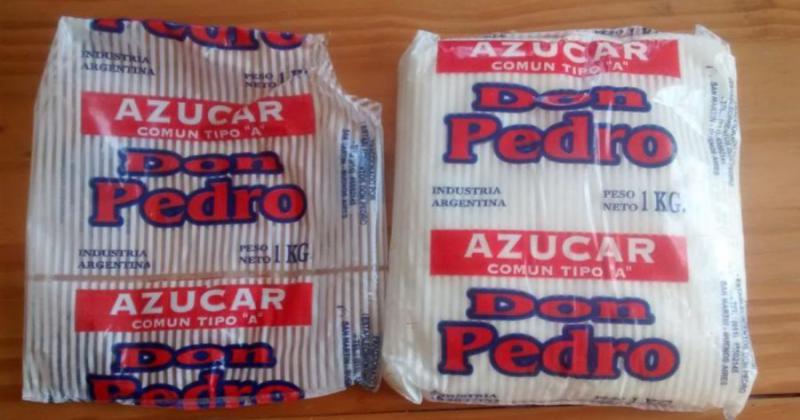 Pedro
INDUSTRIA
ARGENTINA
PESO
NETO 1 KG.
AZUCAR
COMUN TIPO "A"
Don
Pedro
INDUSTRIA
ARGENTINA
PESO
NETO 1 KG
AZUCAR
COMUN TIPO "A"
Don
Pedro
AZUCAR
COMUN TIPO "A"
Don
Pedro
INDUSTRIA
ARGENTINA
PESO
NETO 1 KG.
AZUCAR
COMUN TIPO "A"
Don
Pedro
INDUSTRIA